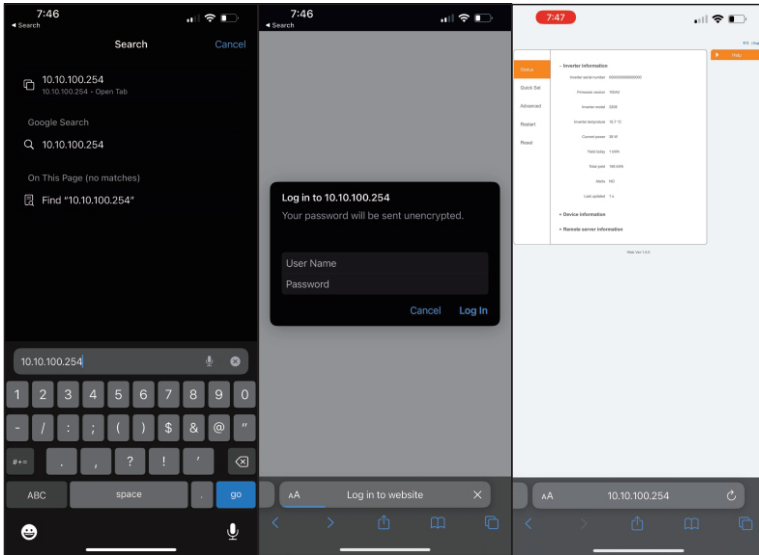 7:46
Search
Search
Cancel
10.10.100.254
10.10.100.254 - Open Tab
Google Search
10.10.100.254
On This Page (no matches)
Find "10.10.100.254"
10.10.100.254
1 2 3 4 5 6 7 8 9 0
- / : ; ( ) $ & @ "
#+= . , ? ! '
ABC space . go
7:46
Search
Log in to 10.10.100.254
Your password will be sent unencrypted.
User Name
Password
Cancel
Log In
AA Log in to website
7:47
Help
Status
Quick Set
Advanced
Restart
Reset
Inverter information
Inverter serial number
Firmware version
Inverter model
Inverter temperature
Current power
Yield today
Total yield
Alerts
Last updated
Device information
Remote server information
AA 10.10.100.254